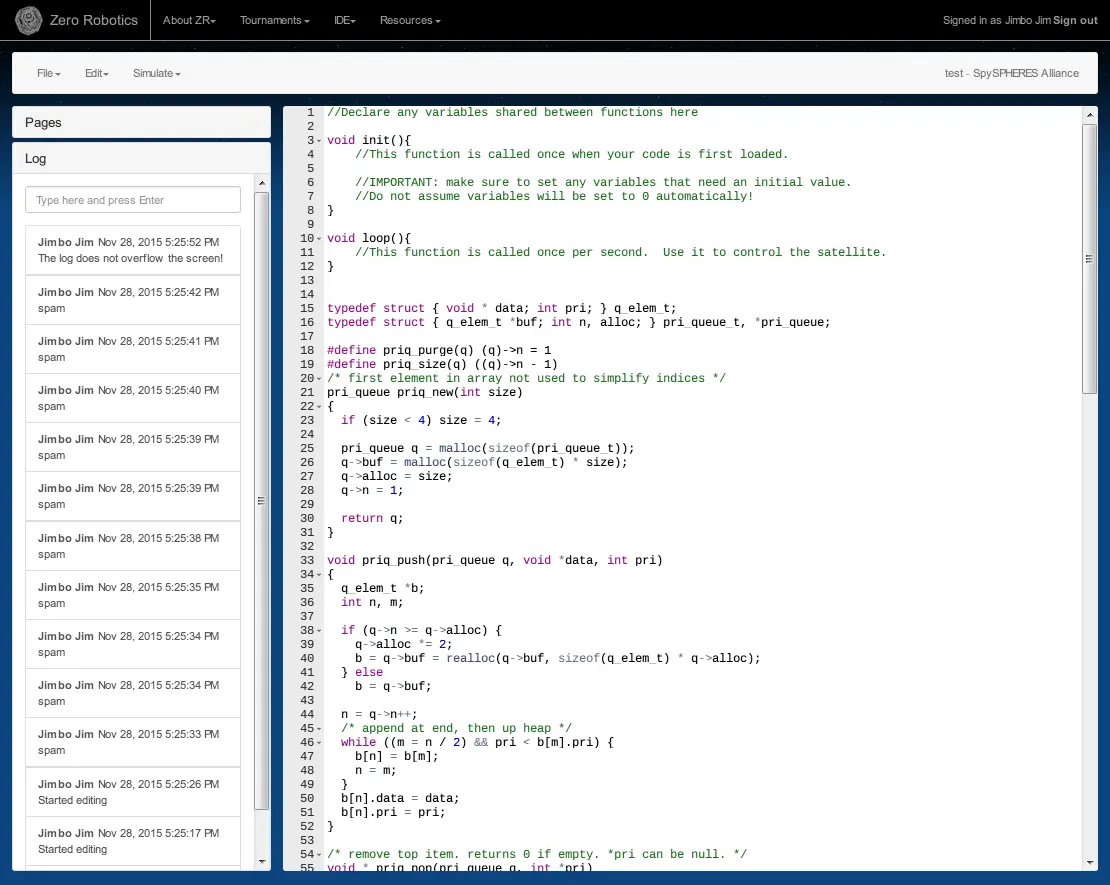 Zero Robotics
About ZR
Tournaments
IDE
Resources
Signed in as Jimbo Jim Sign out
File
Edit
Simulate
test - SpySPHERES Alliance
Pages
Log
Type here and press Enter
Jimbo Jim Nov 28, 2015 5:25:52 PM
The log does not overflow the screen!
Jimbo Jim Nov 28, 2015 5:25:42 PM
spam
Jimbo Jim Nov 28, 2015 5:25:41 PM
spam
Jimbo Jim Nov 28, 2015 5:25:40 PM
spam
Jimbo Jim Nov 28, 2015 5:25:39 PM
spam
Jimbo Jim Nov 28, 2015 5:25:39 PM
spam
Jimbo Jim Nov 28, 2015 5:25:38 PM
spam
Jimbo Jim Nov 28, 2015 5:25:35 PM
spam
Jimbo Jim Nov 28, 2015 5:25:34 PM
spam
Jimbo Jim Nov 28, 2015 5:25:34 PM
spam
Jimbo Jim Nov 28, 2015 5:25:33 PM
spam
Jimbo Jim Nov 28, 2015 5:25:26 PM
Started editing
Jimbo Jim Nov 28, 2015 5:25:17 PM
Started editing
1 //Declare any variables shared between functions here
2
3 void init(){
4     //This function is called once when your code is first loaded.
5
6     //IMPORTANT: make sure to set any variables that need an initial value.
7     //Do not assume variables will be set to 0 automatically!
8 }
9
10 void loop(){
11     //This function is called once per second.  Use it to control the satellite.
12 }
13
14
15 typedef struct { void * data; int pri; } q_elem_t;
16 typedef struct { q_elem_t *buf; int n, alloc; } pri_queue_t, *pri_queue;
17
18 #define priq_purge(q) (q)->n = 1
19 #define priq_size(q) ((q)->n - 1)
20 /* first element in array not used to simplify indices */
21 pri_queue priq_new(int size)
22 {
23   if (size < 4) size = 4;
24
25   pri_queue q = malloc(sizeof(pri_queue_t));
26   q->buf = malloc(sizeof(q_elem_t) * size);
27   q->alloc = size;
28   q->n = 1;
29
30   return q;
31 }
32
33 void priq_push(pri_queue q, void *data, int pri)
34 {
35   q_elem_t *b;
36   int n, m;
37
38   if (q->n >= q->alloc) {
39     q->alloc *= 2;
40     b = q->buf = realloc(q->buf, sizeof(q_elem_t) * q->alloc);
41   } else
42     b = q->buf;
43
44   n = q->n++;
45   /* append at end, then up heap */
46   while ((m = n / 2) && pri < b[m].pri) {
47     b[n] = b[m];
48     n = m;
49   }
50   b[n].data = data;
51   b[n].pri = pri;
52 }
53
54 /* remove top item. returns 0 if empty. *pri can be null. */
55 void * priq_pop(pri_queue q, int *pri)